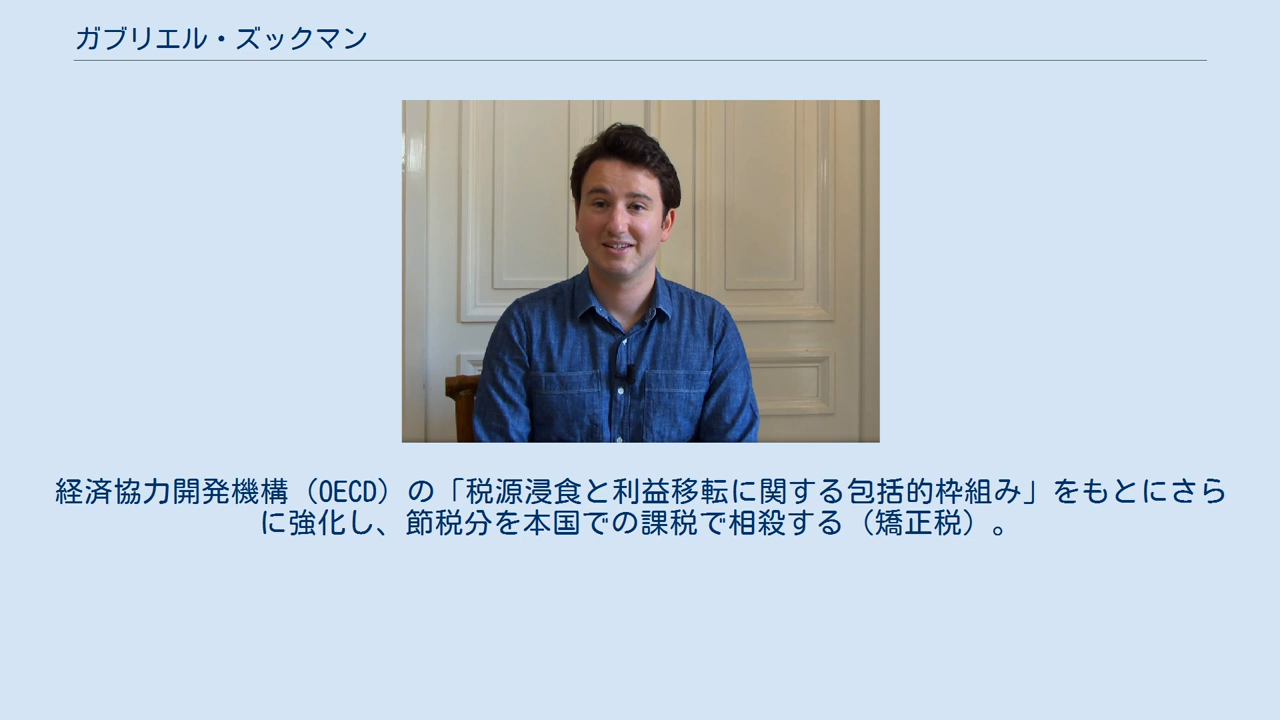 ガブリエル・ズックマン
経済協力開発機構（OECD）の「税源浸食と利益移転に関する包括的枠組み」をもとにさら
に強化し、節税分を本国での課税で相殺する（矯正税）。